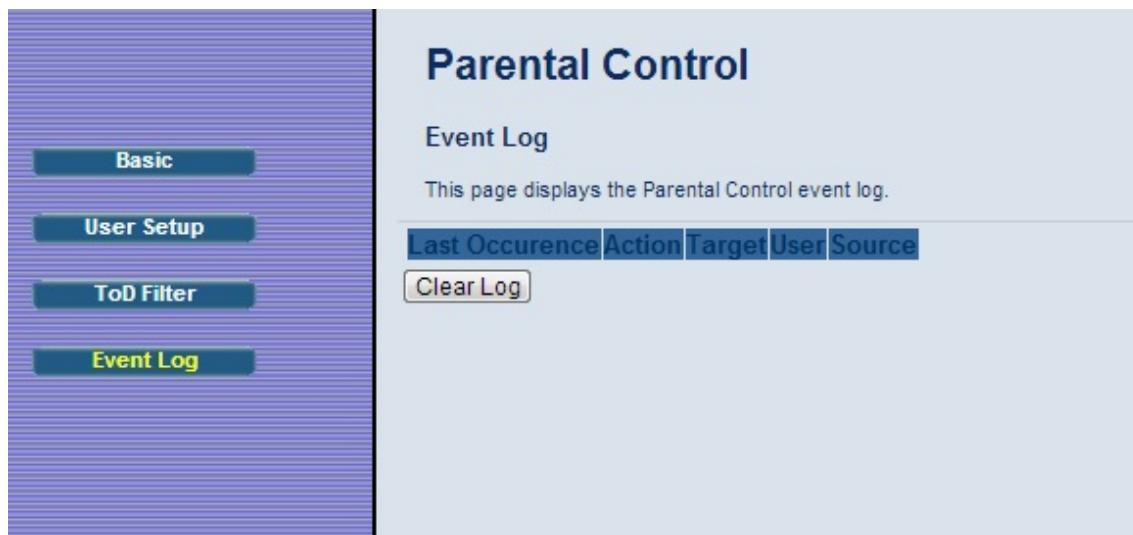 Basic
User Setup
ToD Filter
Event Log
Parental Control
Event Log
This page displays the Parental Control event log.
Last Occurence Action Target User Source
Clear Log